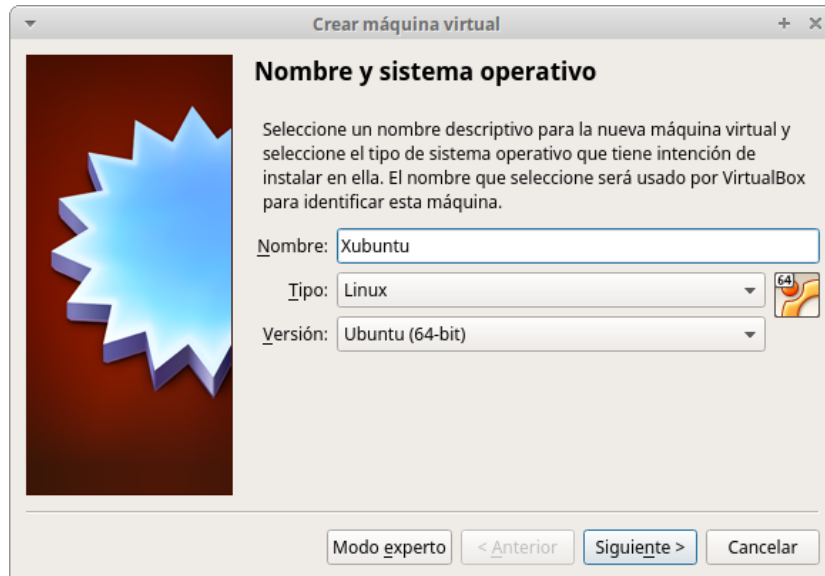 Crear máquina virtual
Nombre y sistema operativo
Seleccione un nombre descriptivo para la nueva máquina virtual y
seleccione el tipo de sistema operativo que tiene intención de
instalar en ella. El nombre que seleccione será usado por VirtualBox
para identificar esta máquina.
Nombre: Xubuntu
Tipo: Linux
64
Versión: Ubuntu (64-bit)
Modo experto < Anterior Siguiente > Cancelar